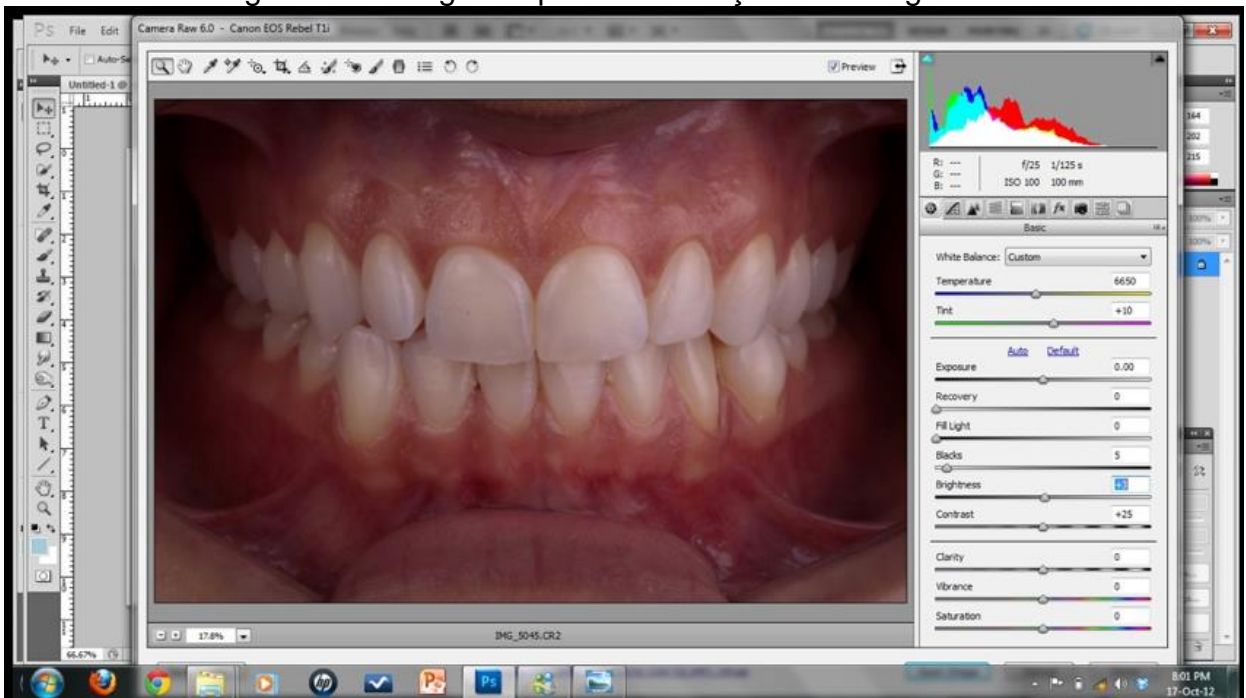 PS File Edit
Camera Raw 6.0 - Canon EOS Rebel T1i
Untitled-1 @
Preview
164
202
215
R: ---
G: ---
B: ---
f/25 1/125 s
ISO 100 100 mm
Basic
White Balance: Custom
Temperature 6650
Tint +10
Auto Default
Exposure 0.00
Recovery 0
Fill Light 0
Blacks 5
Brightness +3
Contrast +25
Clarity 0
Vibrance 0
Saturation 0
17.8% IMG_5045.CR2
66.67%
8:01 PM
17-Oct-12